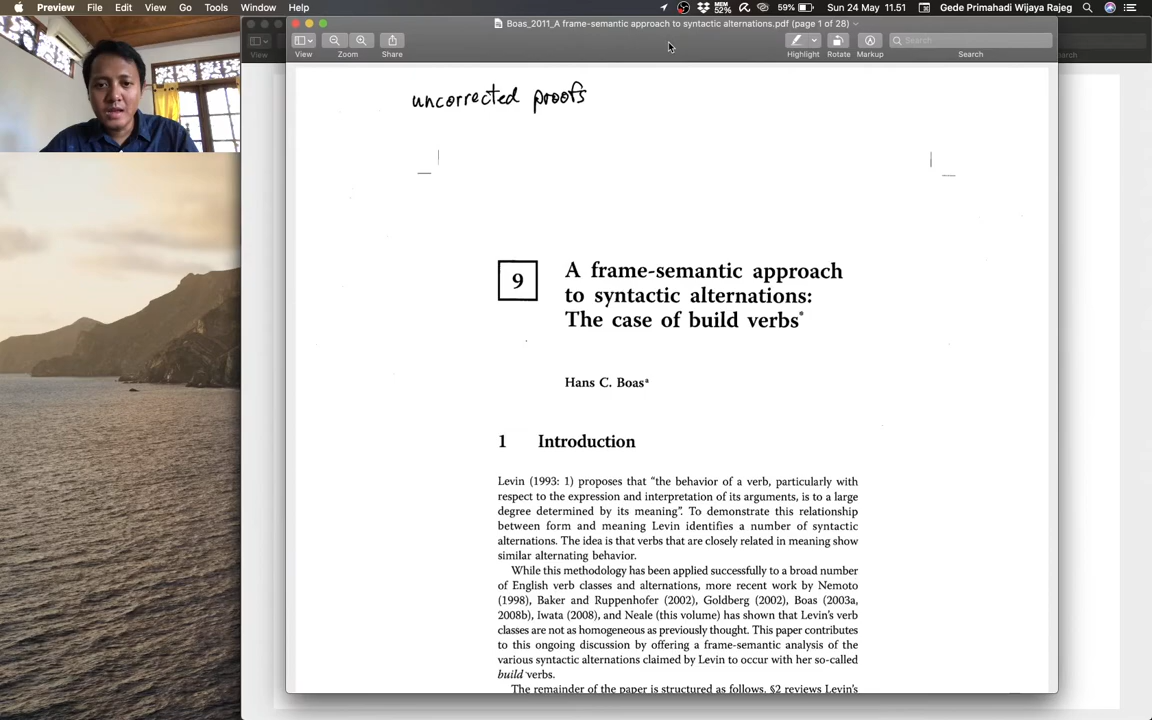 Preview File Edit View Go Tools Window Help MEM 52% 59% Sun 24 May 11.51 Gede Primahadi Wijaya Rajeg
Boas_2011_A frame-semantic approach to syntactic alternations.pdf (page 1 of 28)
Search
View Zoom Share Highlight Rotate Markup Search
uncorrected proofs
9
A frame-semantic approach
to syntactic alternations:
The case of build verbs*
Hans C. Boasª
1 Introduction
Levin (1993: 1) proposes that “the behavior of a verb, particularly with
respect to the expression and interpretation of its arguments, is to a large
degree determined by its meaning”. To demonstrate this relationship
between form and meaning Levin identifies a number of syntactic
alternations. The idea is that verbs that are closely related in meaning show
similar alternating behavior.
While this methodology has been applied successfully to a broad number
of English verb classes and alternations, more recent work by Nemoto
(1998), Baker and Ruppenhofer (2002), Goldberg (2002), Boas (2003a,
2008b), Iwata (2008), and Neale (this volume) has shown that Levin’s verb
classes are not as homogeneous as previously thought. This paper contributes
to this ongoing discussion by offering a frame-semantic analysis of the
various syntactic alternations claimed by Levin to occur with her so-called
build verbs.
The remainder of the paper is structured as follows. §2 reviews Levin’s